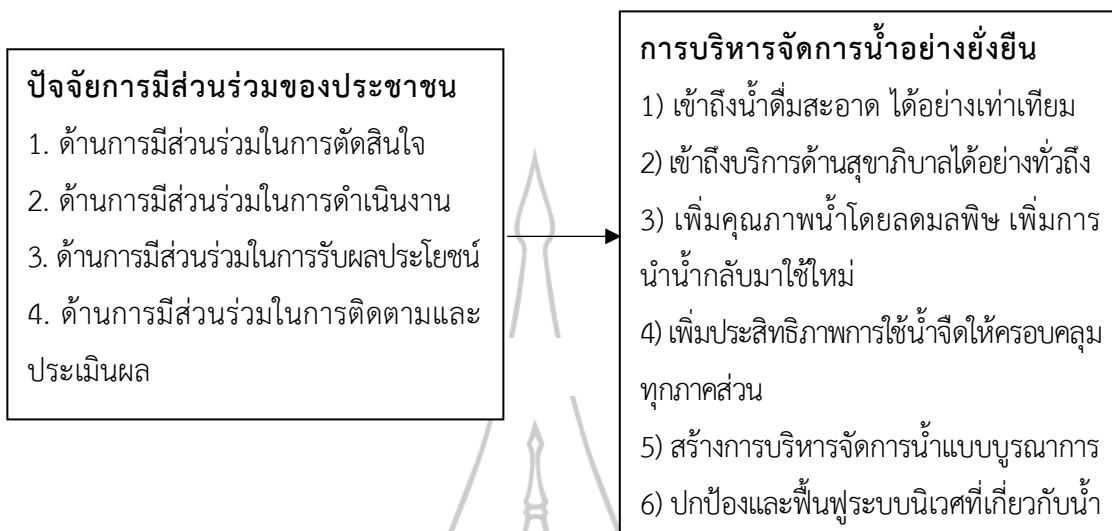 ปัจจัยการมีส่วนร่วมของประชาชน
1. ด้านการมีส่วนร่วมในการตัดสินใจ
2. ด้านการมีส่วนร่วมในการดำเนินงาน
3. ด้านการมีส่วนร่วมในการรับผลประโยชน์
4. ด้านการมีส่วนร่วมในการติดตามและ
ประเมินผล
การบริหารจัดการน้ำอย่างยั่งยืน
1) เข้าถึงน้ำดื่มสะอาด ได้อย่างเท่าเทียม
2) เข้าถึงบริการด้านสุขาภิบาลได้อย่างทั่วถึง
3) เพิ่มคุณภาพน้ำโดยลดมลพิษ เพิ่มการ
นำน้ำกลับมาใช้ใหม่
4) เพิ่มประสิทธิภาพการใช้น้ำจืดให้ครอบคลุม
ทุกภาคส่วน
5) สร้างการบริหารจัดการน้ำแบบบูรณาการ
6) ปกป้องและฟื้นฟูระบบนิเวศที่เกี่ยวกับน้ำ